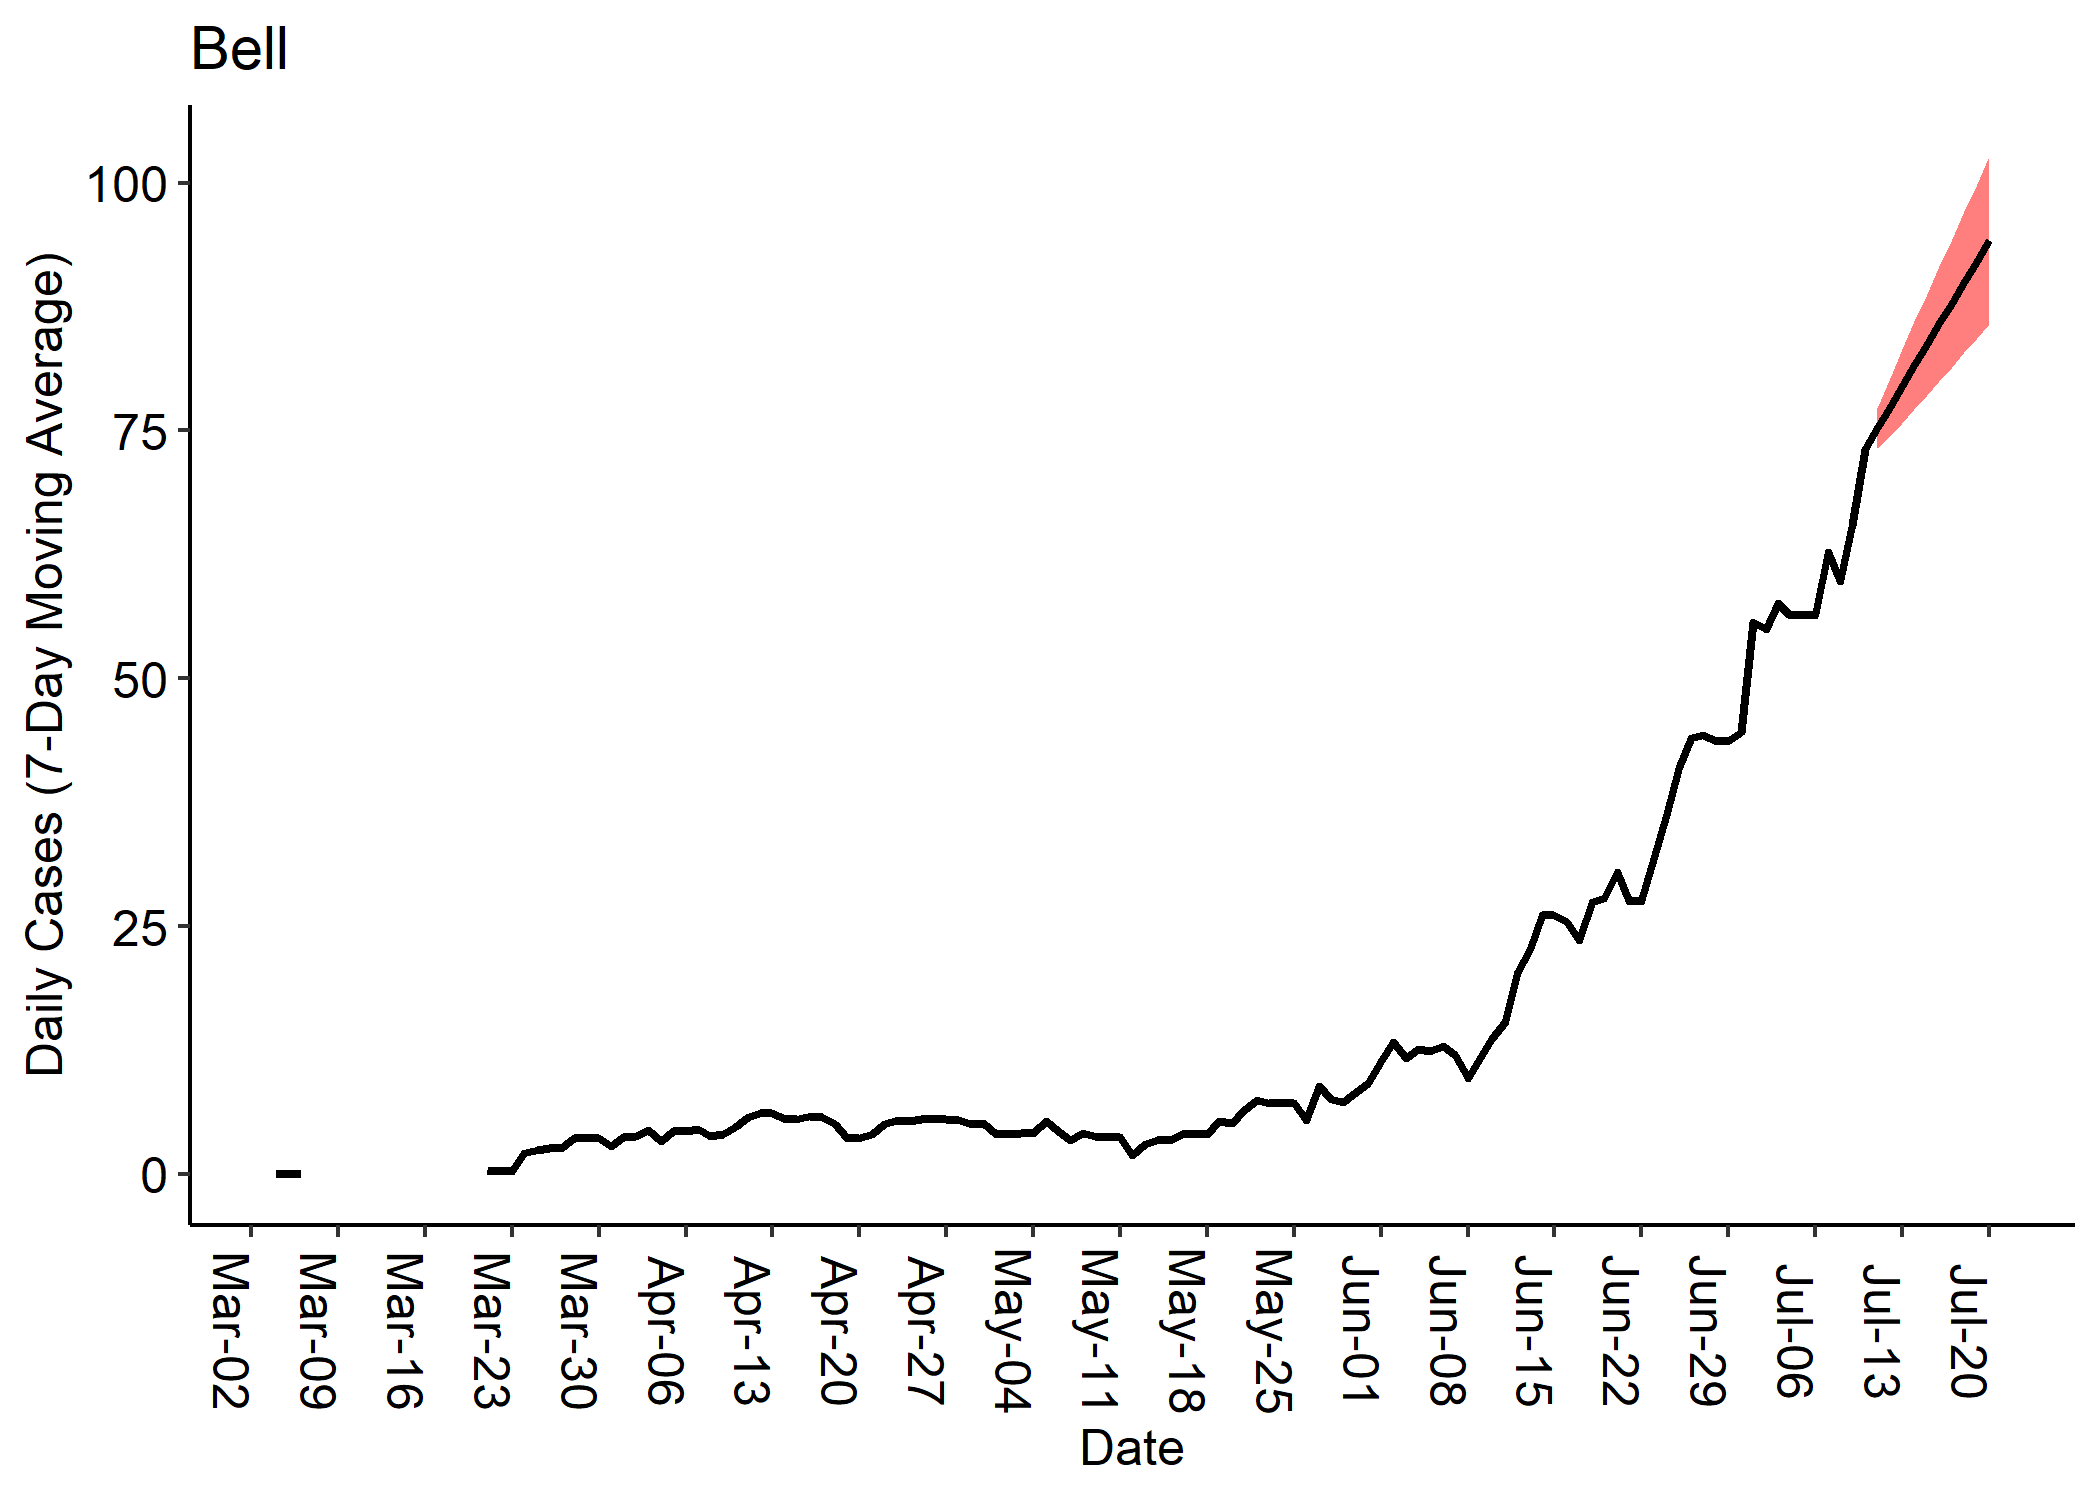 Bell
Daily Cases (7-Day Moving Average)
100
75
50
25
0
Mar-02
Mar-09
Mar-16
Mar-23
Mar-30
Apr-06
Apr-13
Apr-20
Apr-27
May-04
May-11
May-18
May-25
Jun-01
Jun-08
Jun-15
Jun-22
Jun-29
Jul-06
Jul-13
Jul-20
Date